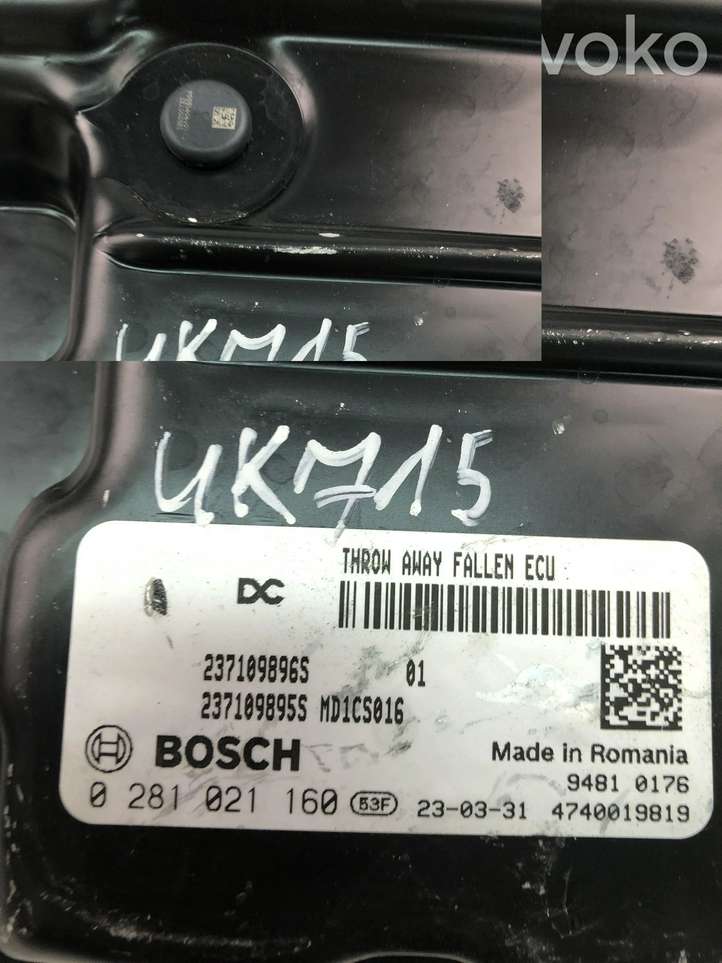 voko
UKM15
UKM15
THROW AWAY FALLEN ECU
DC
237109896S 01
237109895S MD1CS016
BOSCH
Made in Romania
9481 0176
0 281 021 160 53F 23-03-31 4740019819